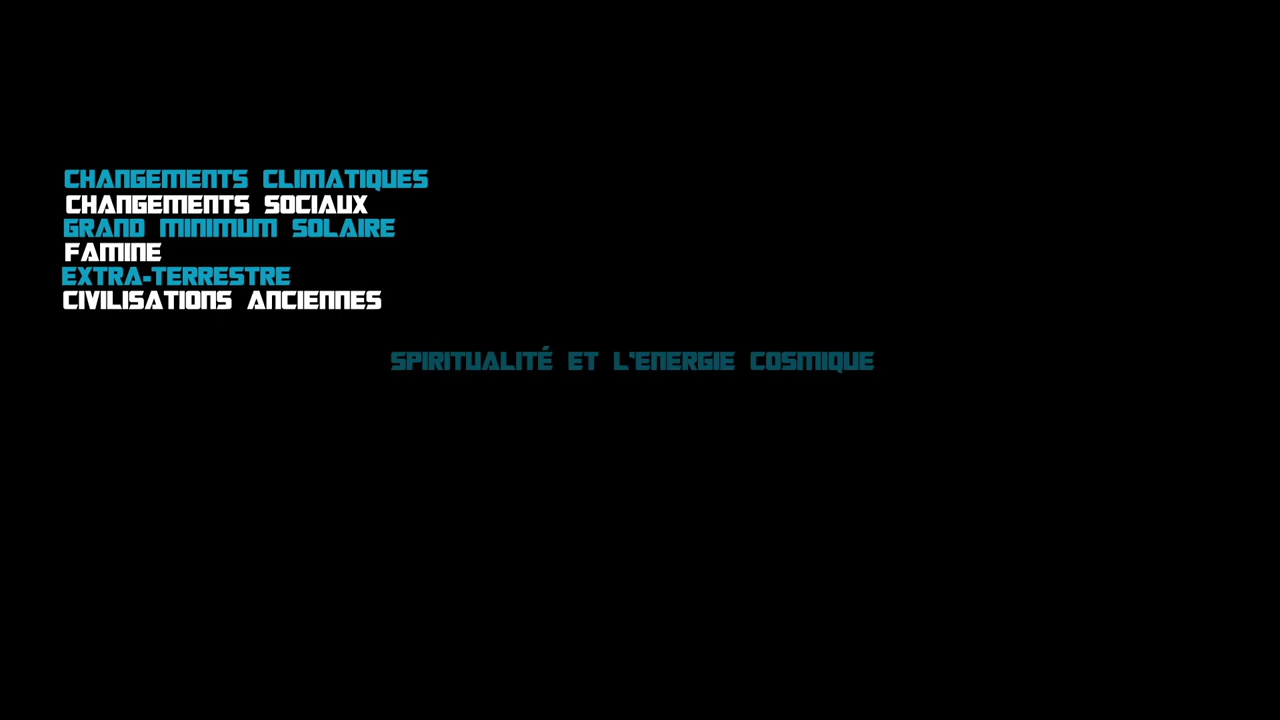 CHANGEMENTS CLIMATIQUES
CHANGEMENTS SOCIAUX
GRAND MINIMUM SOLAIRE
FAMINE
EXTRA-TERRESTRE
CIVILISATIONS ANCIENNES
SPIRITUALITÉ ET L'ENERGIE COSMIQUE